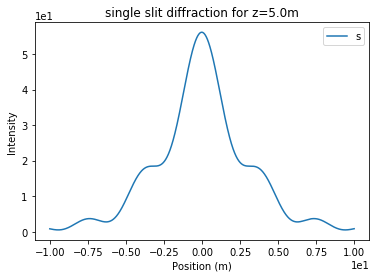 single slit diffraction for z=5.0m
1e1
s
5
4
3
2
1
0
Intensity
−1.00 −0.75 −0.50 −0.25 0.00 0.25 0.50 0.75 1.00
Position (m)
1e1